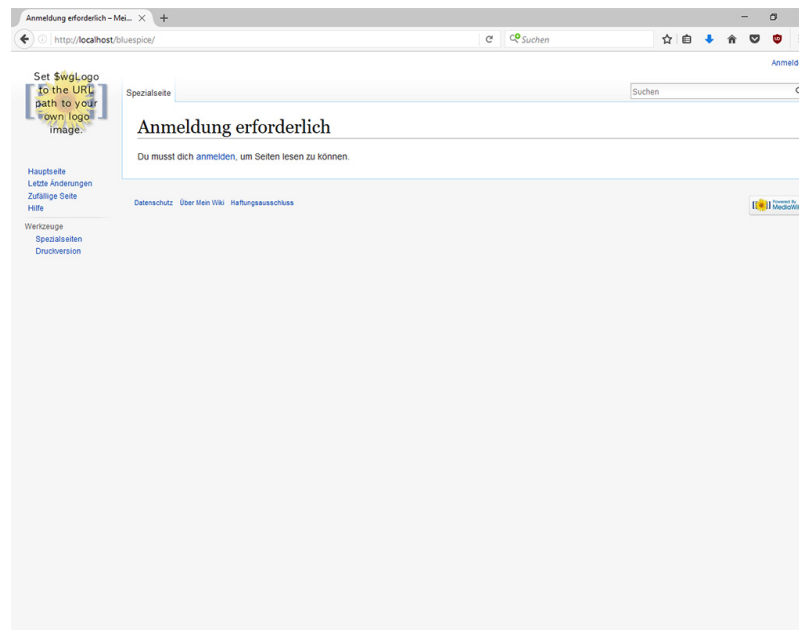 Anmeldung erforderlich – Mei...
http://localhost/bluespice/
Suchen
Set $wgLogo
to the URL
path to your
own logo
image.
Spezialseite
Suchen
Anmeldung erforderlich
Du musst dich anmelden, um Seiten lesen zu können.
Hauptseite
Letzte Änderungen
Zufällige Seite
Hilfe
Werkzeuge
Spezialseiten
Druckversion
Datenschutz Über Mein Wiki Haftungsausschluss
Powered By